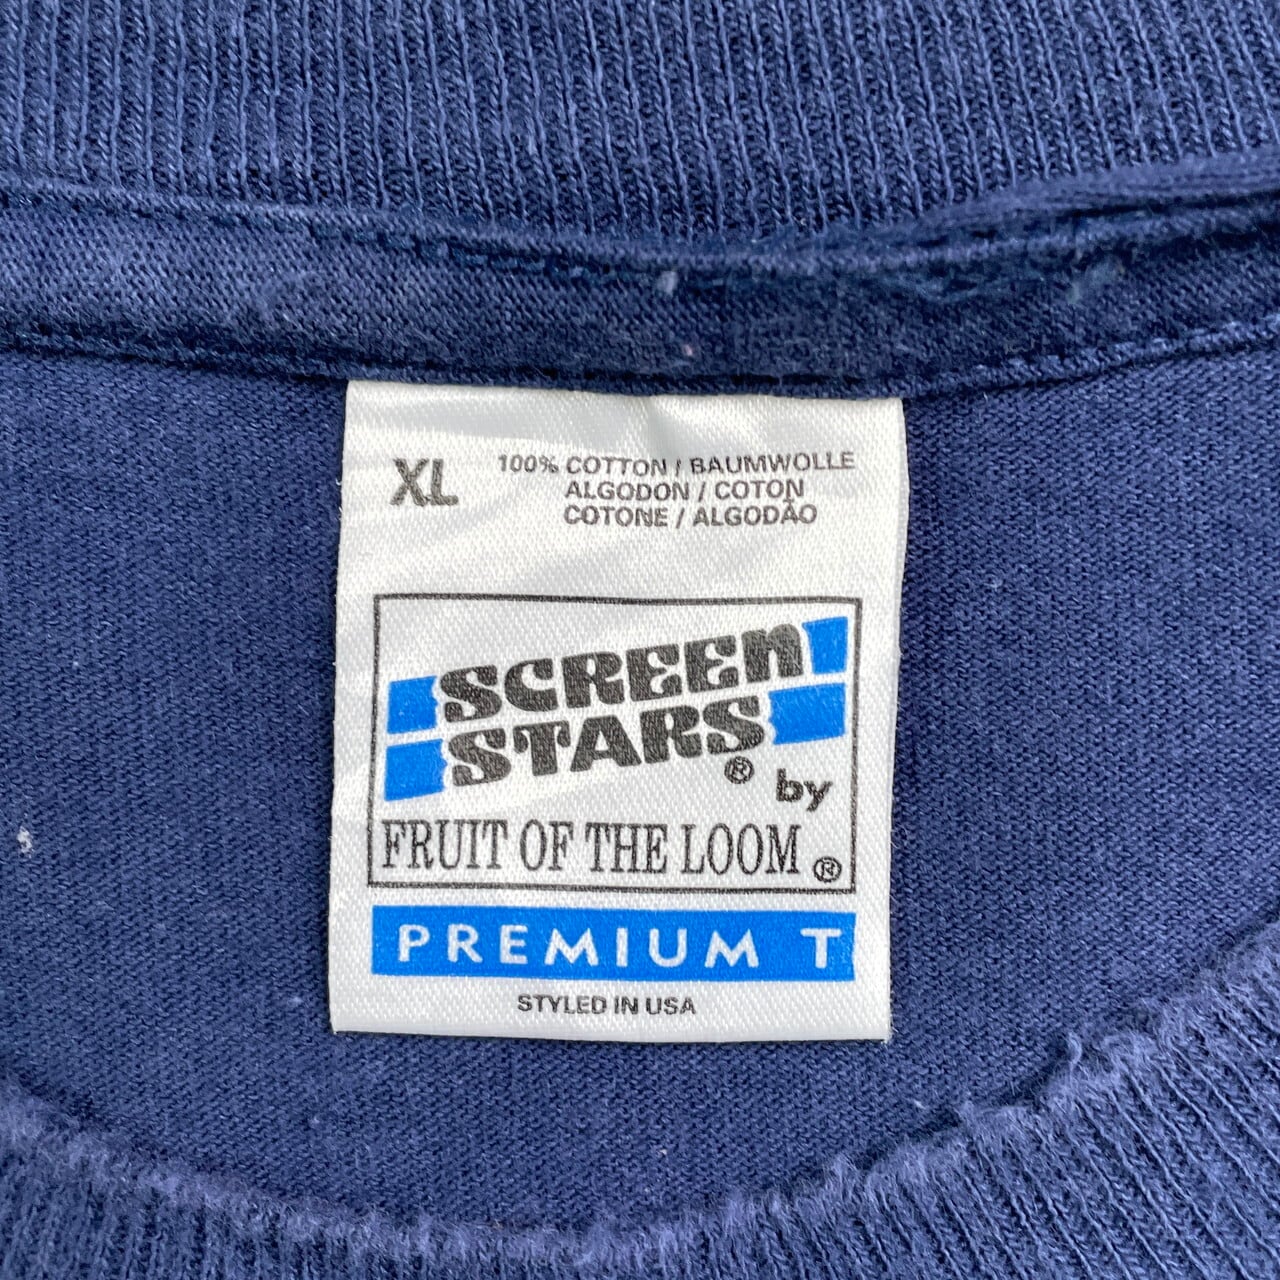 XL
100% COTTON / BAUMWOLLE
ALGODON / COTON
COTONE / ALGODÃO
SCREEN
STARS® by
FRUIT OF THE LOOM®
PREMIUM T
STYLED IN USA